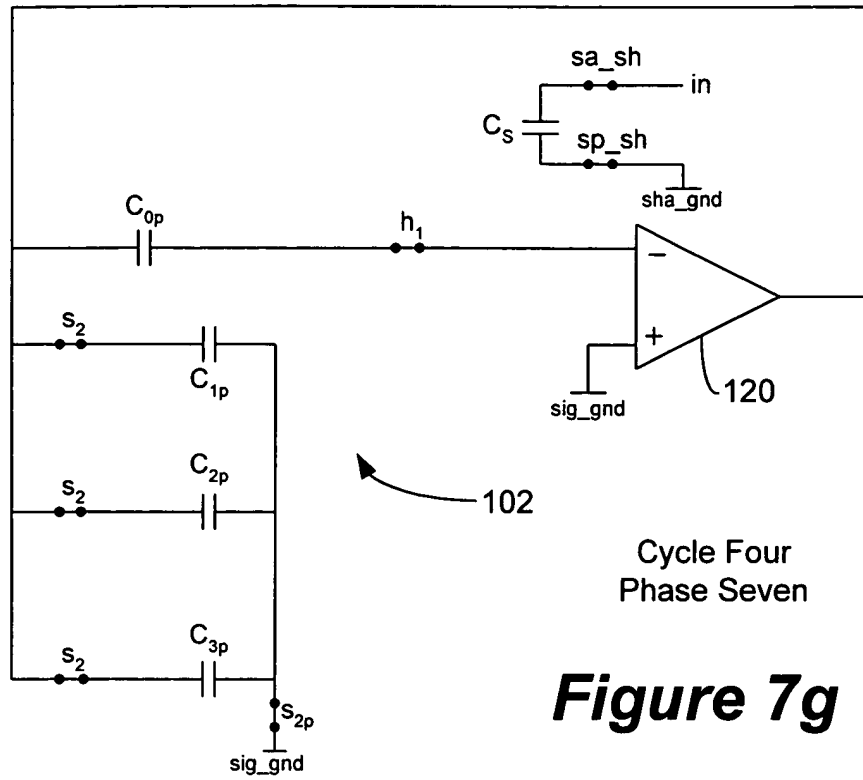 sa_sh
in
C_S
sp_sh
sha_gnd
C_0p
h_1
−
s_2
C_1p
+
sig_gnd
120
C_2p
s_2
102
Cycle Four
Phase Seven
C_3p
s_2
s_2p
sig_gnd
Figure 7g